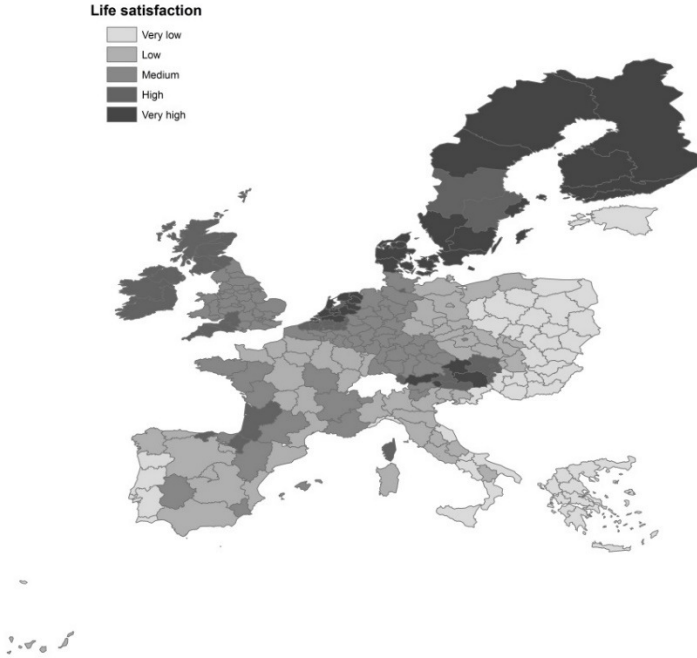 Life satisfaction
Very low
Low
Medium
High
Very high